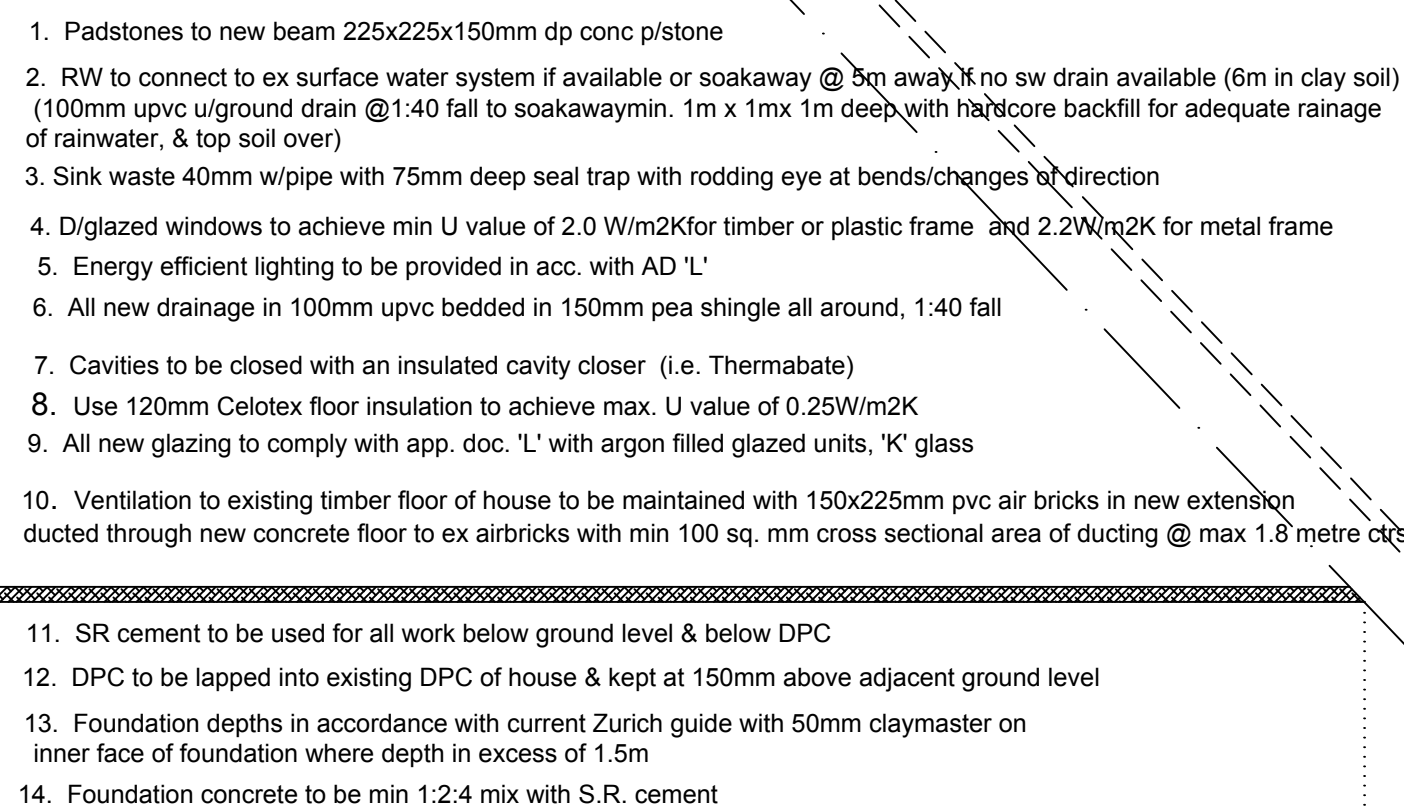 1. Padstones to new beam 225x225x150mm dp conc p/stone
2. RW to connect to ex surface water system if available or soakaway @ 5m away if no sw drain available (6m in clay soil)
(100mm upvc u/ground drain @1:40 fall to soakawaymin. 1m x 1mx 1m deep with hardcore backfill for adequate rainage
of rainwater, & top soil over)
3. Sink waste 40mm w/pipe with 75mm deep seal trap with rodding eye at bends/changes of direction
4. D/glazed windows to achieve min U value of 2.0 W/m2Kfor timber or plastic frame and 2.2W/m2K for metal frame
5. Energy efficient lighting to be provided in acc. with AD 'L'
6. All new drainage in 100mm upvc bedded in 150mm pea shingle all around, 1:40 fall
7. Cavities to be closed with an insulated cavity closer (i.e. Thermabate)
8. Use 120mm Celotex floor insulation to achieve max. U value of 0.25W/m2K
9. All new glazing to comply with app. doc. 'L' with argon filled glazed units, 'K' glass
10. Ventilation to existing timber floor of house to be maintained with 150x225mm pvc air bricks in new extension
ducted through new concrete floor to ex airbricks with min 100 sq. mm cross sectional area of ducting @ max 1.8 metre ctrs
11. SR cement to be used for all work below ground level & below DPC
12. DPC to be lapped into existing DPC of house & kept at 150mm above adjacent ground level
13. Foundation depths in accordance with current Zurich guide with 50mm claymaster on
inner face of foundation where depth in excess of 1.5m
14. Foundation concrete to be min 1:2:4 mix with S.R. cement